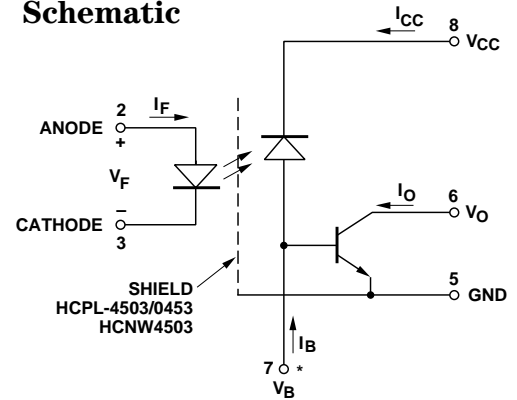 Schematic
ICC
8
VCC
2
IF
ANODE
+
VF
–
CATHODE
3
IO
6
VO
SHIELD
HCPL-4503/0453
HCNW4503
5
GND
IB
7
*
VB